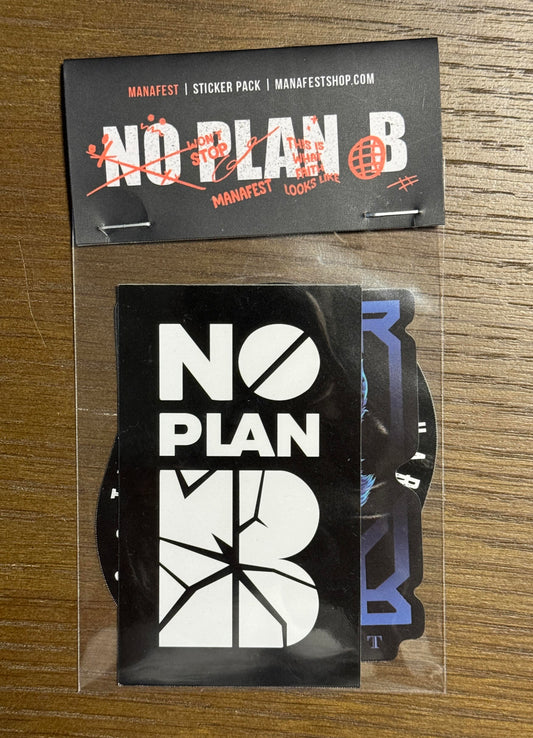 MANAFEST | STICKER PACK | MANAFESTSHOP.COM
NO PLAN B
WON'T
STOP
THIS IS
WHAT
FAITH
LOOKS LIKE
MANAFEST
NO
PLAN
B